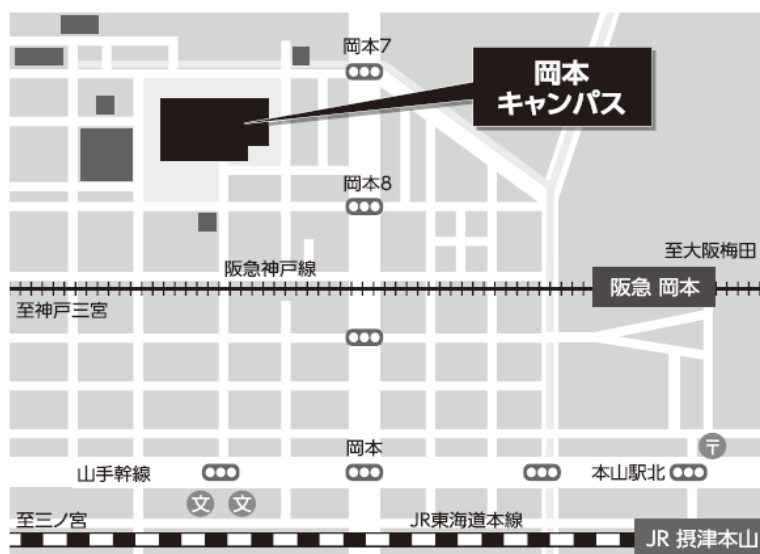 岡本7
岡本
キャンパス
岡本8
至大阪梅田
阪急神戸線
阪急 岡本
至神戸三宮
岡本
〒
山手幹線
本山駅北
文
文
至三ノ宮
JR東海道本線
JR 摂津本山